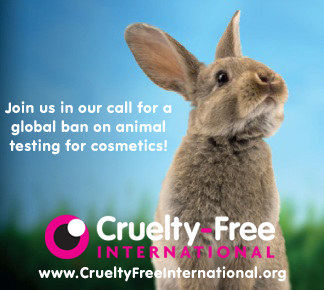 Join us in our call for a
global ban on animal
testing for cosmetics!
Cruelty-Free
INTERNATIONAL
www.CrueltyFreeInternational.org